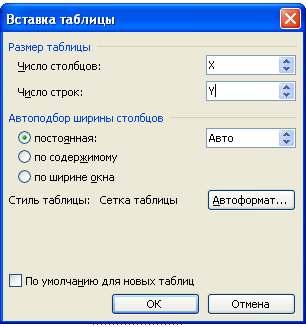 Вставка таблицы
Размер таблицы
Число столбцов: X
Число строк: Y
Автоподбор ширины столбцов
постоянная: Авто
по содержимому
по ширине окна
Стиль таблицы: Сетка таблицы Автоформат...
По умолчанию для новых таблиц
ОК Отмена